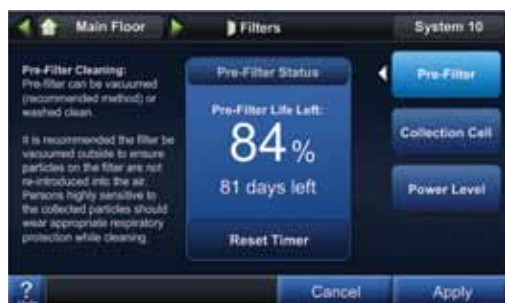 Main Floor
Filters
System 10
Pre-Filter Cleaning:
Pre-filter can be vacuumed
(recommended method) or
washed clean.
It is recommended the filter be
vacuumed outside to ensure
particles on the filter are not
re-introduced into the air.
Persons highly sensitive to
the collected particles should
wear appropriate respiratory
protection while cleaning.
Pre-Filter Status
Pre-Filter Life Left:
84%
81 days left
Reset Timer
Pre-Filter
Collection Cell
Power Level
?
Cancel
Apply